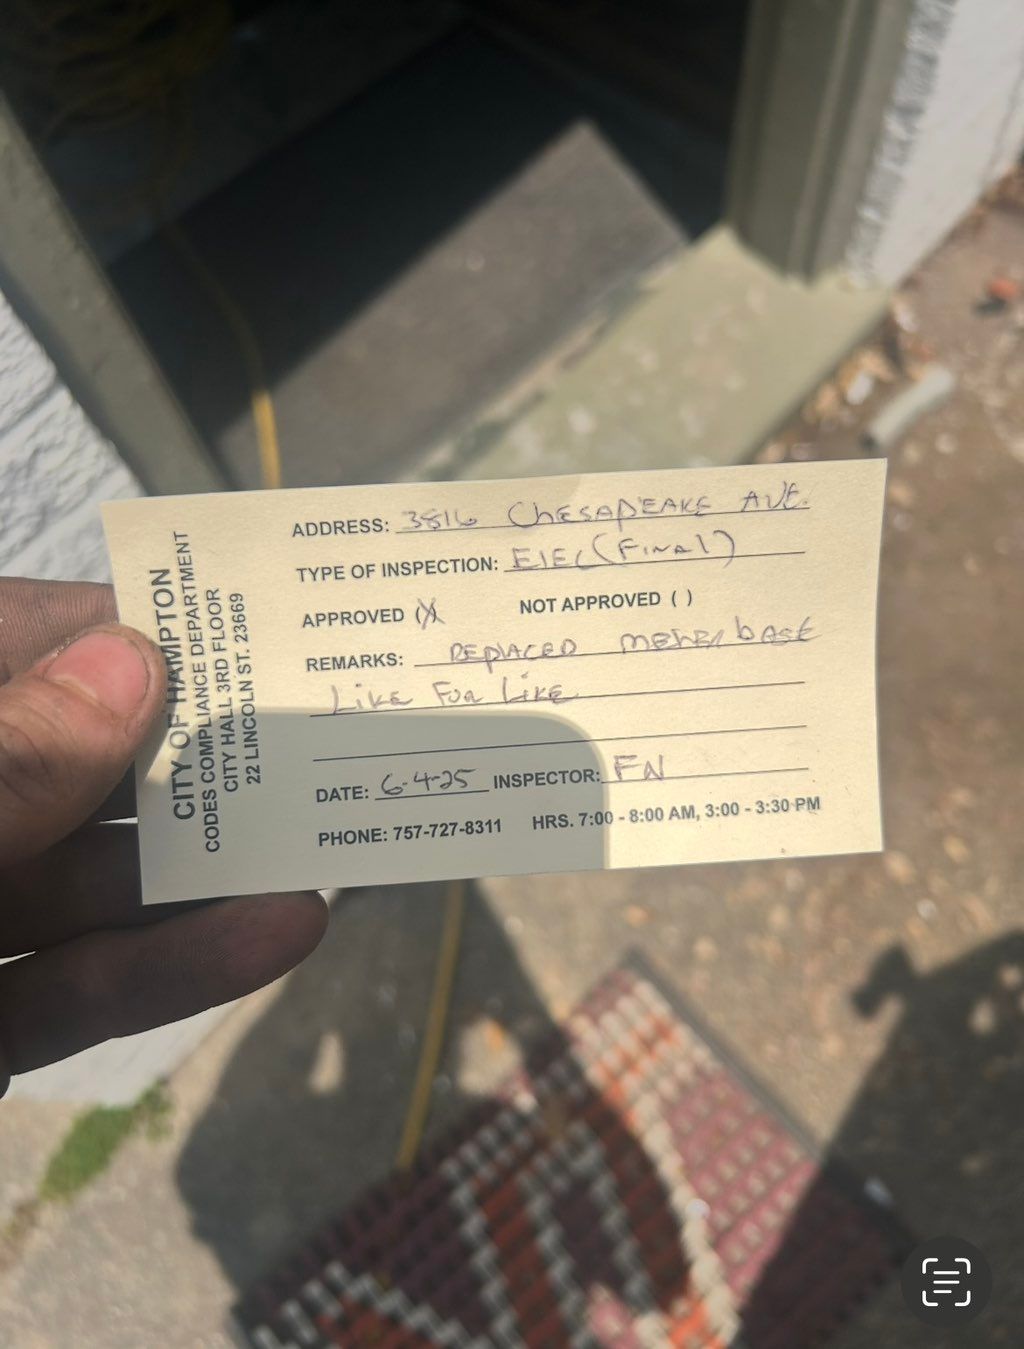 CITY OF HAMPTON
CODES COMPLIANCE DEPARTMENT
CITY HALL 3RD FLOOR
22 LINCOLN ST. 23669
ADDRESS: 3816 CHESAPEAKE AVE.
TYPE OF INSPECTION: ElEC (FINAl)
APPROVED (X) NOT APPROVED ( )
REMARKS: REPlACED METER bASE
LiKE FOR LiKE
DATE: 6-4-25 INSPECTOR: FN
PHONE: 757-727-8311 HRS. 7:00 - 8:00 AM, 3:00 - 3:30 PM